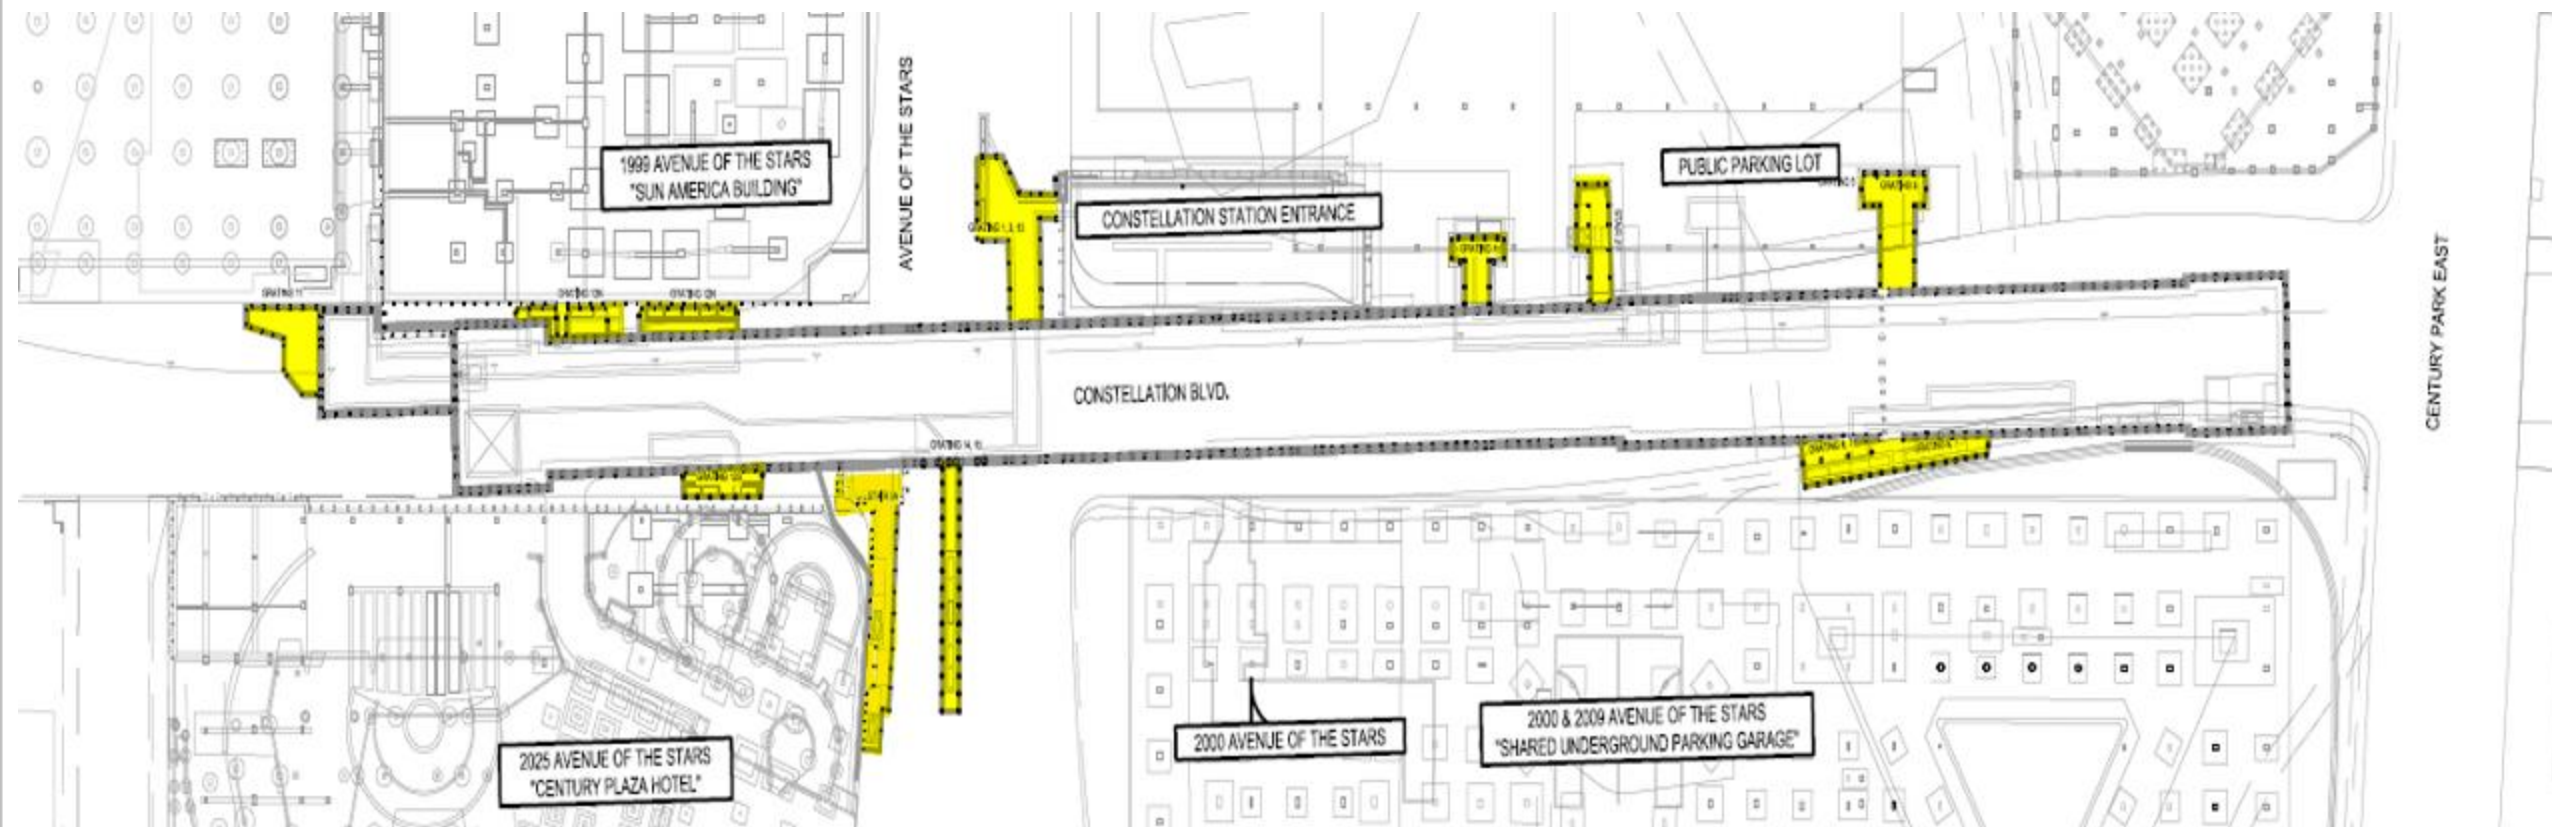 1999 AVENUE OF THE STARS
"SUN AMERICA BUILDING"
AVENUE OF THE STARS
CONSTELLATION STATION ENTRANCE
PUBLIC PARKING LOT
CENTURY PARK EAST
GRATING 11
CONSTELLATION BLVD.
2025 AVENUE OF THE STARS
"CENTURY PLAZA HOTEL"
2000 AVENUE OF THE STARS
2000 & 2009 AVENUE OF THE STARS
"SHARED UNDERGROUND PARKING GARAGE"